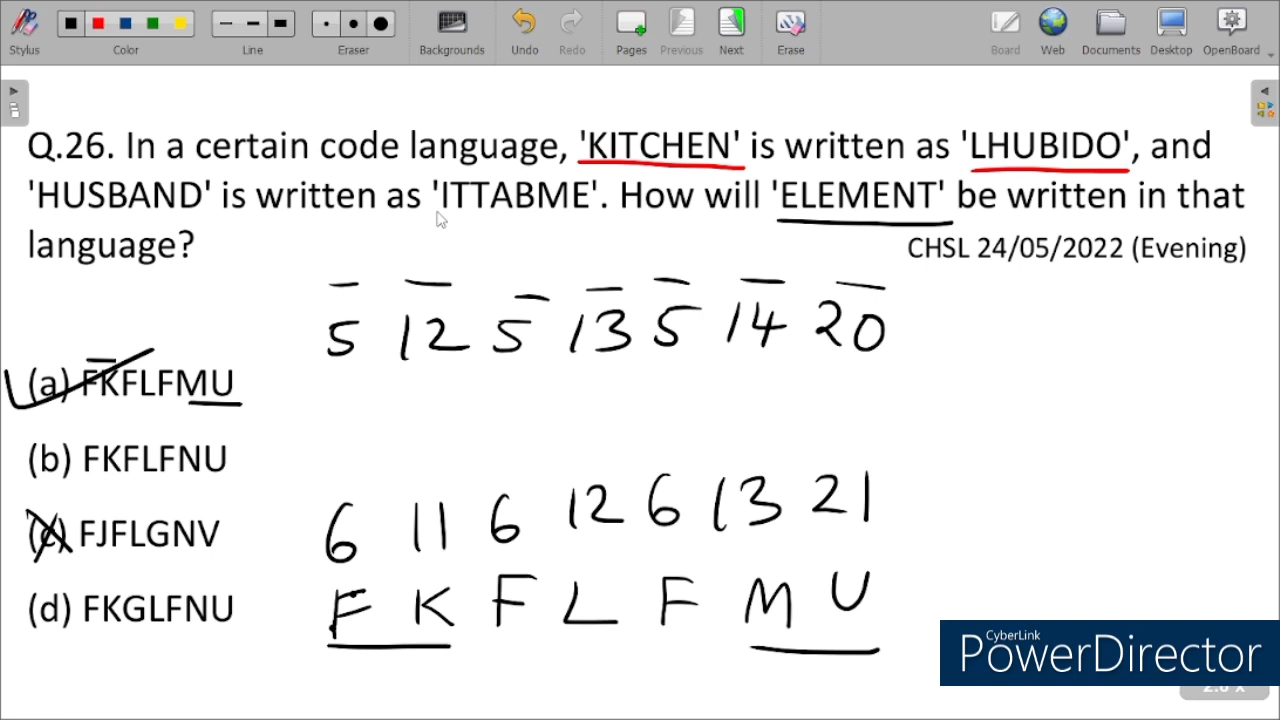 Stylus Color Line Eraser Backgrounds Undo Redo Pages Previous Next Erase Board Web Documents Desktop OpenBoard
Q.26. In a certain code language, 'KITCHEN' is written as 'LHUBIDO', and
'HUSBAND' is written as 'ITTABME'. How will 'ELEMENT' be written in that
language? CHSL 24/05/2022 (Evening)
5 12 5 13 5 14 20
(a) FKFLFMU
(b) FKFLFNU
6 11 6 12 6 13 21
(c) FJFLGNV
F K F L F M U
(d) FKGLFNU
CyberLink
PowerDirector
2.0 x